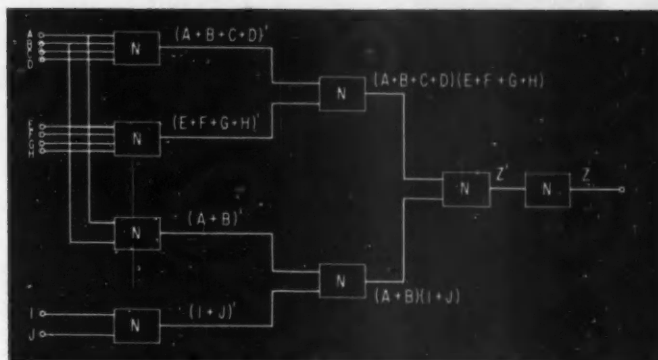 A
B
C
D
N
(A+B+C+D)'
N
(A+B+C+D)(E+F+G+H)
E
F
G
H
N
(E+F+G+H)'
N
Z'
N
Z
N
(A+B)'
N
(A+B)(I+J)
I
J
N
(I+J)'